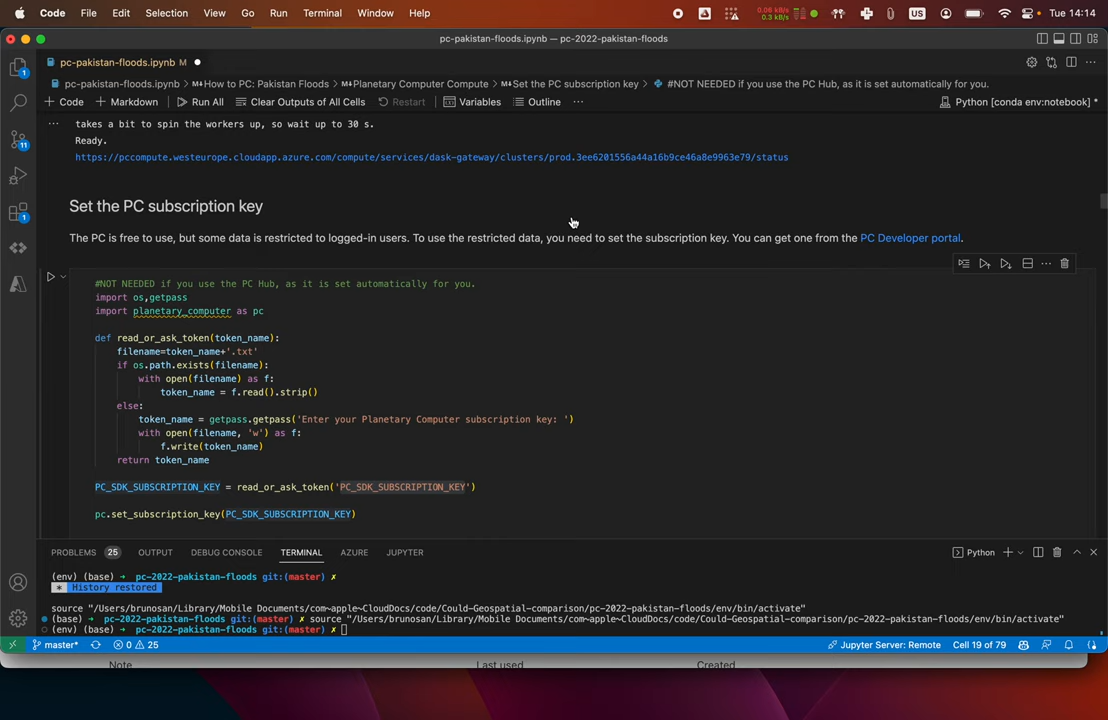 Code File Edit Selection View Go Run Terminal Window Help 0.06 kB/s 0.3 kB/s US Tue 14:14
pc-pakistan-floods.ipynb — pc-2022-pakistan-floods
1 pc-pakistan-floods.ipynb M
pc-pakistan-floods.ipynb > M↓How to PC: Pakistan Floods > M↓Planetary Computer Compute > M↓Set the PC subscription key > #NOT NEEDED if you use the PC Hub, as it is set automatically for you.
+ Code + Markdown Run All Clear Outputs of All Cells Restart Variables Outline ... Python [conda env:notebook] *
... takes a bit to spin the workers up, so wait up to 30 s.
Ready.
11
https://pccompute.westeurope.cloudapp.azure.com/compute/services/dask-gateway/clusters/prod.3ee6201556a44a16b9ce46a8e9963e79/status
Set the PC subscription key
1
The PC is free to use, but some data is restricted to logged-in users. To use the restricted data, you need to set the subscription key. You can get one from the PC Developer portal.
#NOT NEEDED if you use the PC Hub, as it is set automatically for you.
import os,getpass
import planetary_computer as pc
def read_or_ask_token(token_name):
filename=token_name+'.txt'
if os.path.exists(filename):
with open(filename) as f:
token_name = f.read().strip()
else:
token_name = getpass.getpass('Enter your Planetary Computer subscription key: ')
with open(filename, 'w') as f:
f.write(token_name)
return token_name
PC_SDK_SUBSCRIPTION_KEY = read_or_ask_token('PC_SDK_SUBSCRIPTION_KEY')
pc.set_subscription_key(PC_SDK_SUBSCRIPTION_KEY)
PROBLEMS 25 OUTPUT DEBUG CONSOLE TERMINAL AZURE JUPYTER Python
(env) (base) → pc-2022-pakistan-floods git:(master) ✗
* History restored
source "/Users/brunosan/Library/Mobile Documents/com~apple~CloudDocs/code/Could-Geospatial-comparison/pc-2022-pakistan-floods/env/bin/activate"
(base) → pc-2022-pakistan-floods git:(master) ✗ source "/Users/brunosan/Library/Mobile Documents/com~apple~CloudDocs/code/Could-Geospatial-comparison/pc-2022-pakistan-floods/env/bin/activate"
(env) (base) → pc-2022-pakistan-floods git:(master) ✗
master* 0 25 Jupyter Server: Remote Cell 19 of 79
Note Last used Created